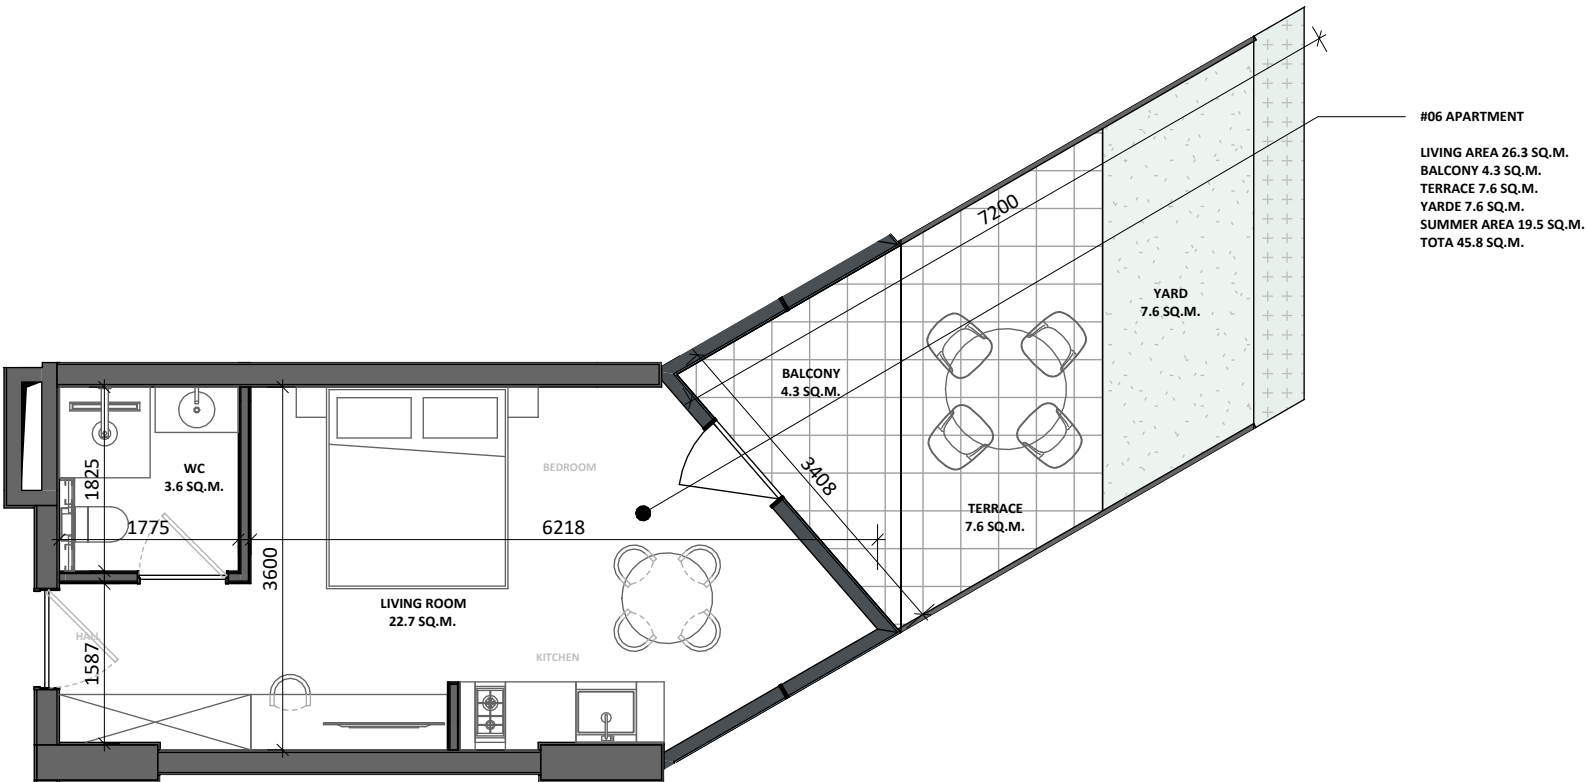 #06 APARTMENT
LIVING AREA 26.3 SQ.M.
BALCONY 4.3 SQ.M.
TERRACE 7.6 SQ.M.
YARDE 7.6 SQ.M.
SUMMER AREA 19.5 SQ.M.
TOTA 45.8 SQ.M.
7200
YARD
7.6 SQ.M.
BALCONY
4.3 SQ.M.
WC
3.6 SQ.M.
BEDROOM
1825
3408
TERRACE
7.6 SQ.M.
1775
6218
3600
LIVING ROOM
22.7 SQ.M.
HALL
1587
KITCHEN